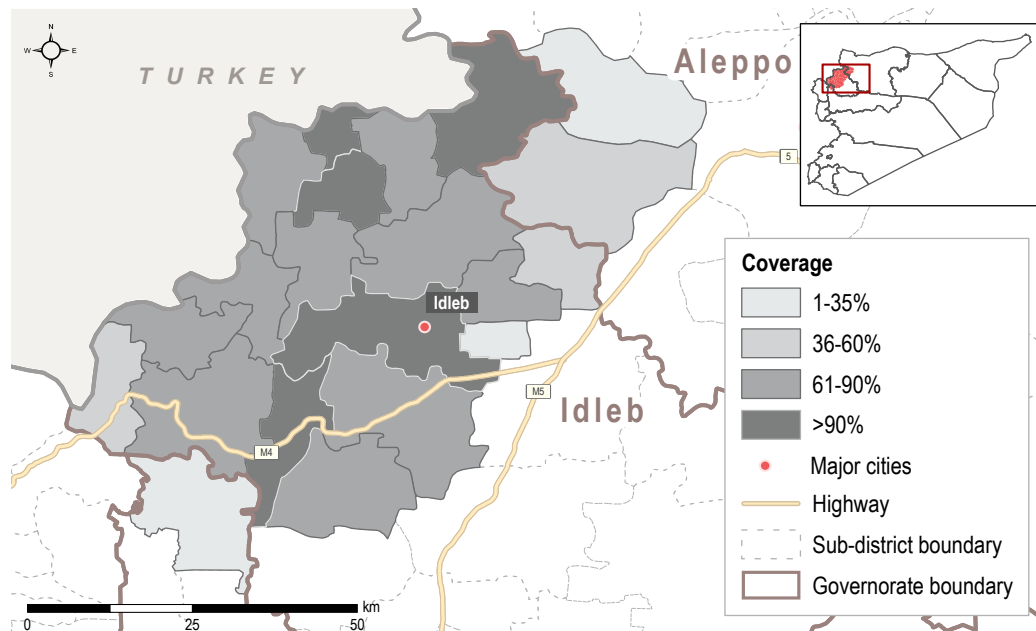 N
W E
S
TURKEY
Aleppo
5
Idleb
M5
Idleb
M4
km
0 25 50
Coverage
1-35%
36-60%
61-90%
>90%
Major cities
Highway
Sub-district boundary
Governorate boundary